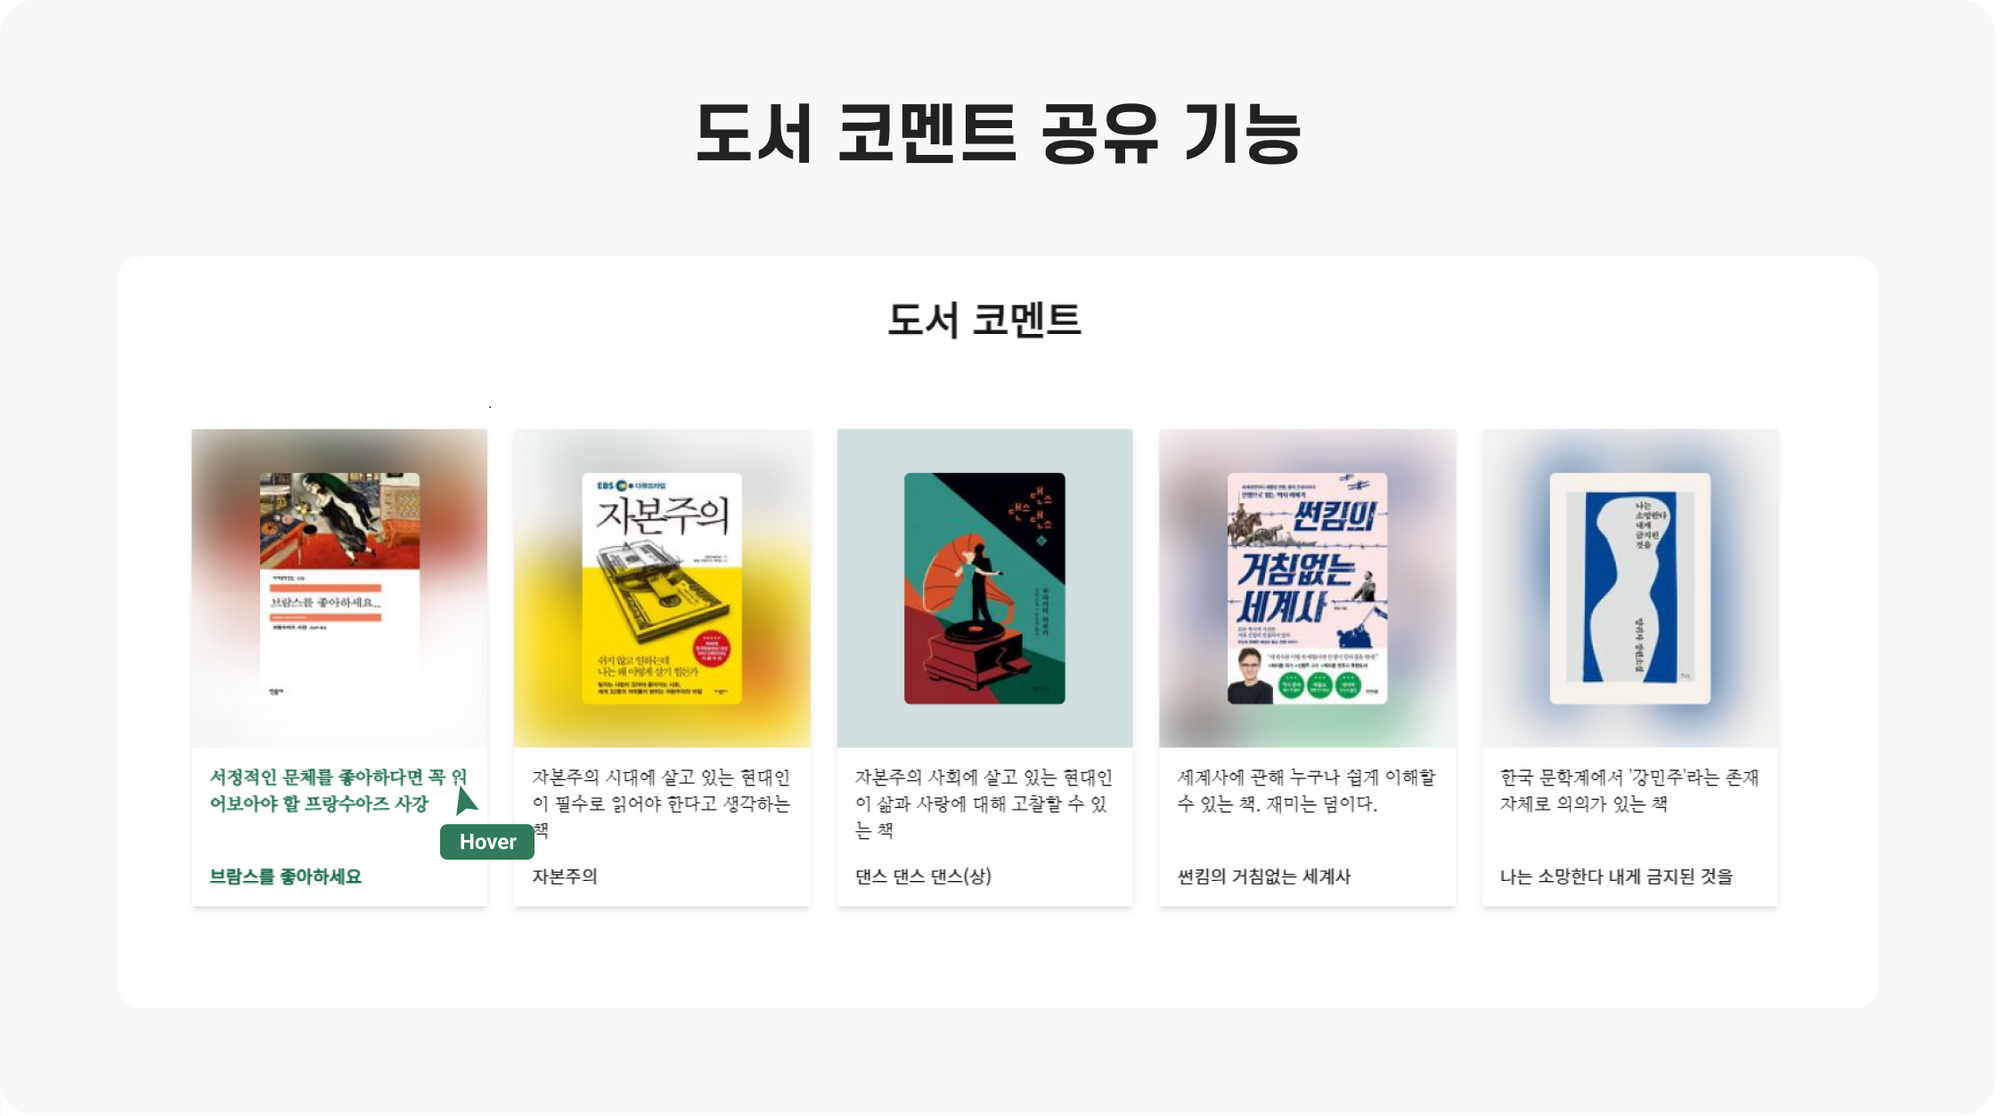 도서 코멘트 공유 기능
도서 코멘트
브람스를 좋아하세요...
민음사
EBS 다큐프라임
자본주의
쉬지 않고 일하는데
나는 왜 이렇게 살기 힘든가
댄스
댄스 댄스
썬킴의
거침없는
세계사
나는
소망한다
내게
금지된
것을
양귀자 장편소설
서정적인 문체를 좋아하다면 꼭 읽
어보아야 할 프랑수아즈 사강
브람스를 좋아하세요
Hover
자본주의 시대에 살고 있는 현대인
이 필수로 읽어야 한다고 생각하는
책
자본주의
자본주의 사회에 살고 있는 현대인
이 삶과 사랑에 대해 고찰할 수 있
는 책
댄스 댄스 댄스(상)
세계사에 관해 누구나 쉽게 이해할
수 있는 책. 재미는 덤이다.
썬킴의 거침없는 세계사
한국 문학계에서 '강민주'라는 존재
자체로 의의가 있는 책
나는 소망한다 내게 금지된 것을